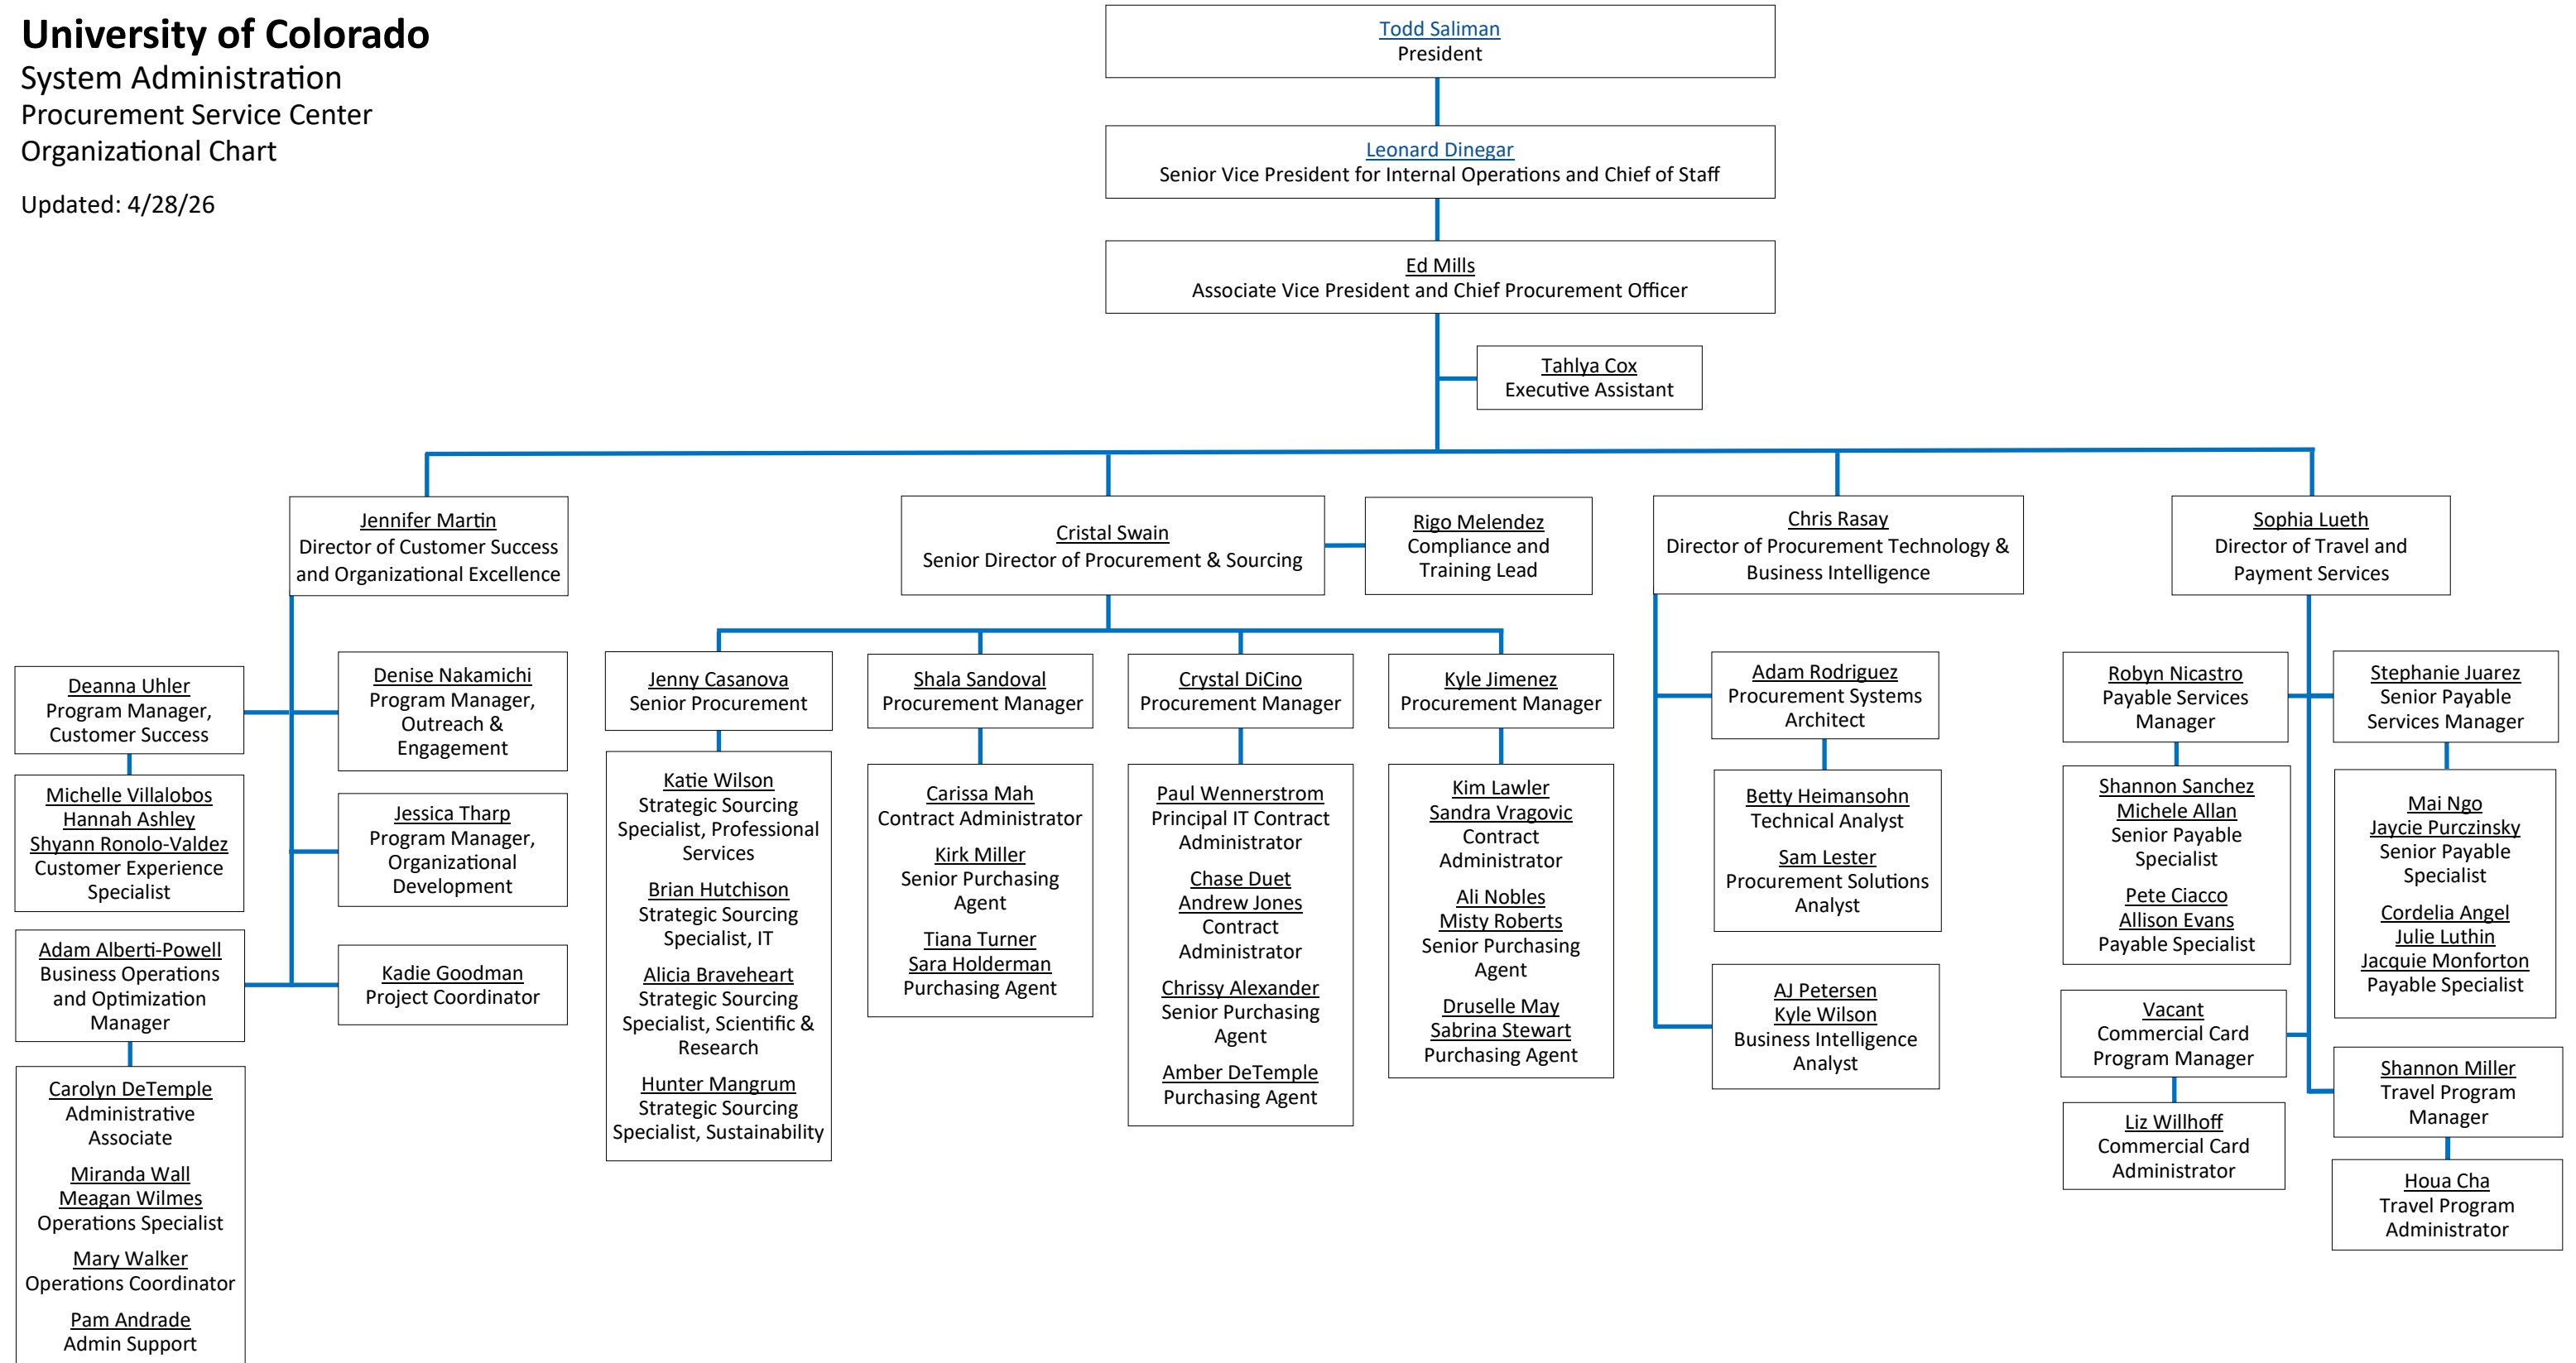 University of Colorado
System Administration
Procurement Service Center
Organizational Chart
Updated: 4/28/26
Todd Saliman
President
Leonard Dinegar
Senior Vice President for Internal Operations and Chief of Staff
Ed Mills
Associate Vice President and Chief Procurement Officer
Tahlya Cox
Executive Assistant
Jennifer Martin
Director of Customer Success
and Organizational Excellence
Cristal Swain
Senior Director of Procurement & Sourcing
Rigo Melendez
Compliance and
Training Lead
Chris Rasay
Director of Procurement Technology &
Business Intelligence
Sophia Lueth
Director of Travel and
Payment Services
Deanna Uhler
Program Manager,
Customer Success
Michelle Villalobos
Hannah Ashley
Shyann Ronolo-Valdez
Customer Experience
Specialist
Adam Alberti-Powell
Business Operations
and Optimization
Manager
Carolyn DeTemple
Administrative
Associate
Miranda Wall
Meagan Wilmes
Operations Specialist
Mary Walker
Operations Coordinator
Pam Andrade
Admin Support
Denise Nakamichi
Program Manager,
Outreach &
Engagement
Jessica Tharp
Program Manager,
Organizational
Development
Kadie Goodman
Project Coordinator
Jenny Casanova
Senior Procurement
Katie Wilson
Strategic Sourcing
Specialist, Professional
Services
Brian Hutchison
Strategic Sourcing
Specialist, IT
Alicia Braveheart
Strategic Sourcing
Specialist, Scientific &
Research
Hunter Mangrum
Strategic Sourcing
Specialist, Sustainability
Shala Sandoval
Procurement Manager
Carissa Mah
Contract Administrator
Kirk Miller
Senior Purchasing
Agent
Tiana Turner
Sara Holderman
Purchasing Agent
Crystal DiCino
Procurement Manager
Paul Wennerstrom
Principal IT Contract
Administrator
Chase Duet
Andrew Jones
Contract
Administrator
Chrissy Alexander
Senior Purchasing
Agent
Amber DeTemple
Purchasing Agent
Kyle Jimenez
Procurement Manager
Kim Lawler
Sandra Vragovic
Contract
Administrator
Ali Nobles
Misty Roberts
Senior Purchasing
Agent
Druselle May
Sabrina Stewart
Purchasing Agent
Adam Rodriguez
Procurement Systems
Architect
Betty Heimansohn
Technical Analyst
Sam Lester
Procurement Solutions
Analyst
AJ Petersen
Kyle Wilson
Business Intelligence
Analyst
Robyn Nicastro
Payable Services
Manager
Shannon Sanchez
Michele Allan
Senior Payable
Specialist
Pete Ciacco
Allison Evans
Payable Specialist
Vacant
Commercial Card
Program Manager
Liz Willhoff
Commercial Card
Administrator
Stephanie Juarez
Senior Payable
Services Manager
Mai Ngo
Jaycie Purczinsky
Senior Payable
Specialist
Cordelia Angel
Julie Luthin
Jacquie Monforton
Payable Specialist
Shannon Miller
Travel Program
Manager
Houa Cha
Travel Program
Administrator